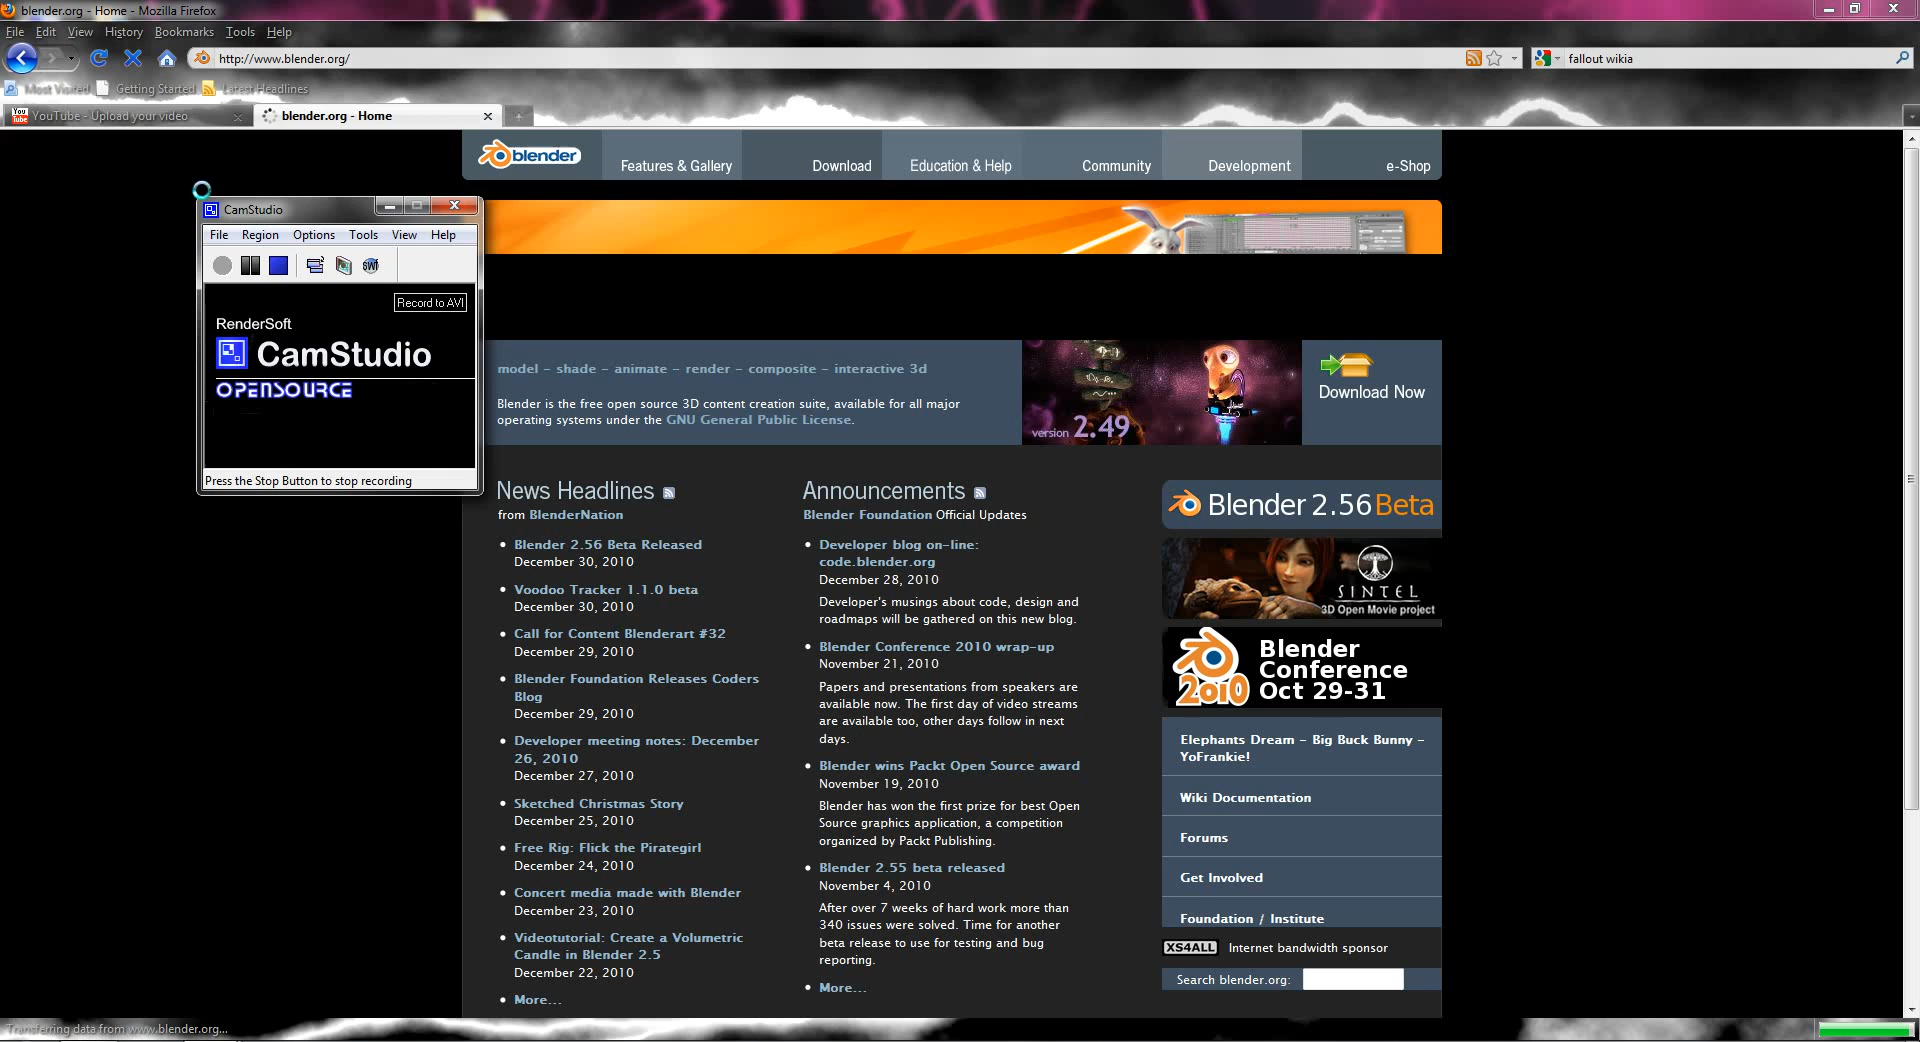 blender.org - Home - Mozilla Firefox
File Edit View History Bookmarks Tools Help
http://www.blender.org/
fallout wikia
Most Visited Getting Started Latest Headlines
You Tube YouTube - Upload your video
blender.org - Home
blender
Features & Gallery Download Education & Help Community Development e-Shop
CamStudio
File Region Options Tools View Help
SWF
Record to AVI
RenderSoft
CamStudio
OPENSOURCE
Press the Stop Button to stop recording
model – shade – animate – render – composite – interactive 3d
Blender is the free open source 3D content creation suite, available for all major
operating systems under the GNU General Public License.
version 2.49
Download Now
News Headlines
from BlenderNation
Blender 2.56 Beta Released
December 30, 2010
Voodoo Tracker 1.1.0 beta
December 30, 2010
Call for Content Blenderart #32
December 29, 2010
Blender Foundation Releases Coders
Blog
December 29, 2010
Developer meeting notes: December
26, 2010
December 27, 2010
Sketched Christmas Story
December 25, 2010
Free Rig: Flick the Pirategirl
December 24, 2010
Concert media made with Blender
December 23, 2010
Videotutorial: Create a Volumetric
Candle in Blender 2.5
December 22, 2010
More...
Announcements
Blender Foundation Official Updates
Developer blog on-line:
code.blender.org
December 28, 2010
Developer's musings about code, design and
roadmaps will be gathered on this new blog.
Blender Conference 2010 wrap-up
November 21, 2010
Papers and presentations from speakers are
available now. The first day of video streams
are available too, other days follow in next
days.
Blender wins Packt Open Source award
November 19, 2010
Blender has won the first prize for best Open
Source graphics application, a competition
organized by Packt Publishing.
Blender 2.55 beta released
November 4, 2010
After over 7 weeks of hard work more than
340 issues were solved. Time for another
beta release to use for testing and bug
reporting.
More...
Blender 2.56 Beta
SINTEL
3D Open Movie project
2010
Blender
Conference
Oct 29-31
Elephants Dream – Big Buck Bunny –
YoFrankie!
Wiki Documentation
Forums
Get Involved
Foundation / Institute
XS4ALL Internet bandwidth sponsor
Search blender.org:
Transferring data from www.blender.org...